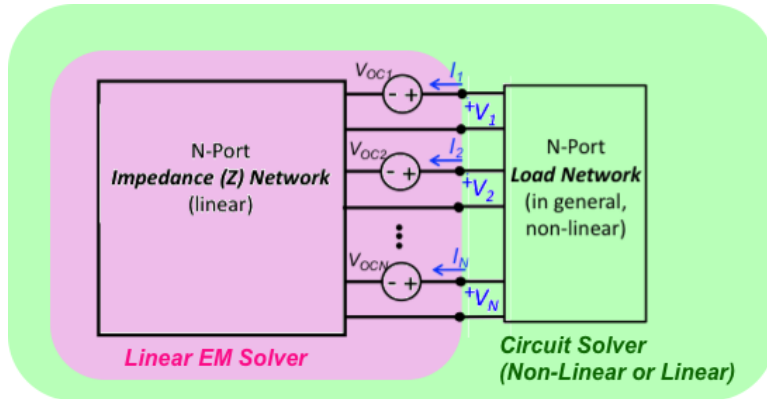 V_OC1
I_1
- +
+V_1
N-Port
Impedance (Z) Network
(linear)
V_OC2
I_2
- +
+V_2
N-Port
Load Network
(in general,
non-linear)
V_OCN
I_N
- +
+V_N
Linear EM Solver
Circuit Solver
(Non-Linear or Linear)